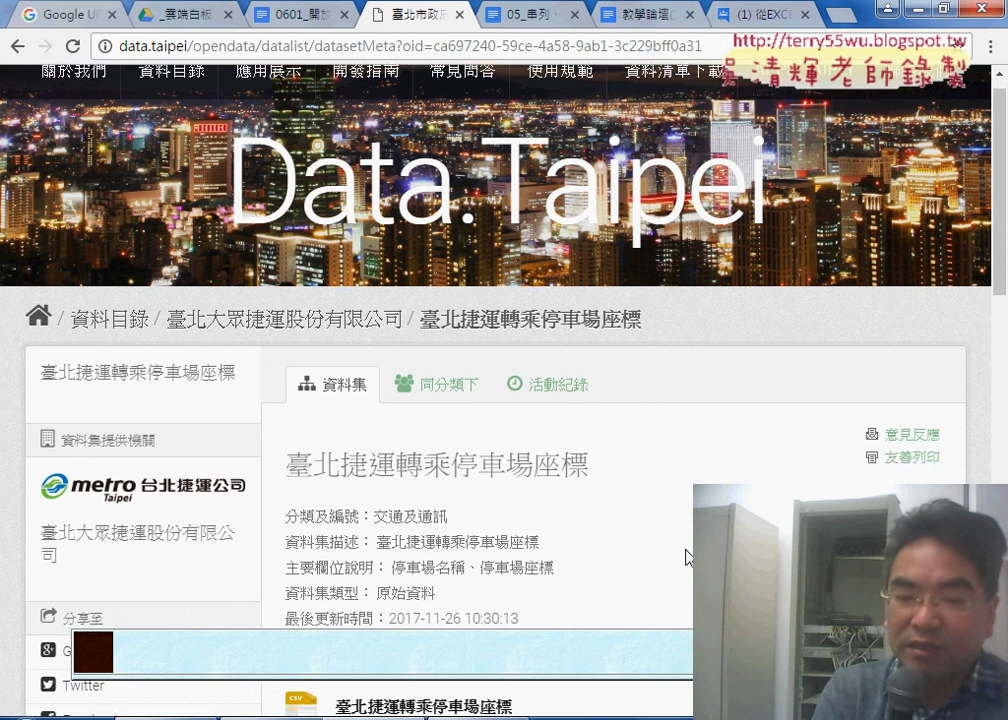 Google U
_雲端白板
0601_開放
臺北市政府
05_串列、
教學論壇(
(1) 從EXCE
data.taipei/opendata/datalist/datasetMeta?oid=ca697240-59ce-4a58-9ab1-3c229bff0a31
http://terry55wu.blogspot.tw
吳清輝老師錄製
關於我們 資料目錄 應用展示 開發指南 常見問答 使用規範 資料清單下載
Data.Taipei
/ 資料目錄 / 臺北大眾捷運股份有限公司 / 臺北捷運轉乘停車場座標
臺北捷運轉乘停車場座標
資料集 同分類下 活動紀錄
資料集提供機關
意見反應
友善列印
臺北捷運轉乘停車場座標
metro 台北捷運公司
Taipei
臺北大眾捷運股份有限公
司
分類及編號：交通及通訊
資料集描述： 臺北捷運轉乘停車場座標
主要欄位說明： 停車場名稱、停車場座標
資料集類型： 原始資料
最後更新時間：2017-11-26 10:30:13
分享至
G
Twitter
csv
臺北捷運轉乘停車場座標